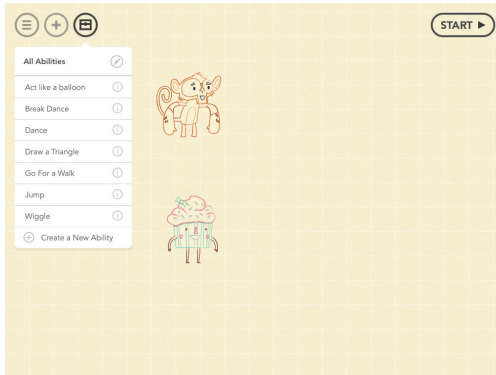 START
All Abilities
Act like a balloon
Break Dance
Dance
Draw a Triangle
Go For a Walk
Jump
Wiggle
Create a New Ability